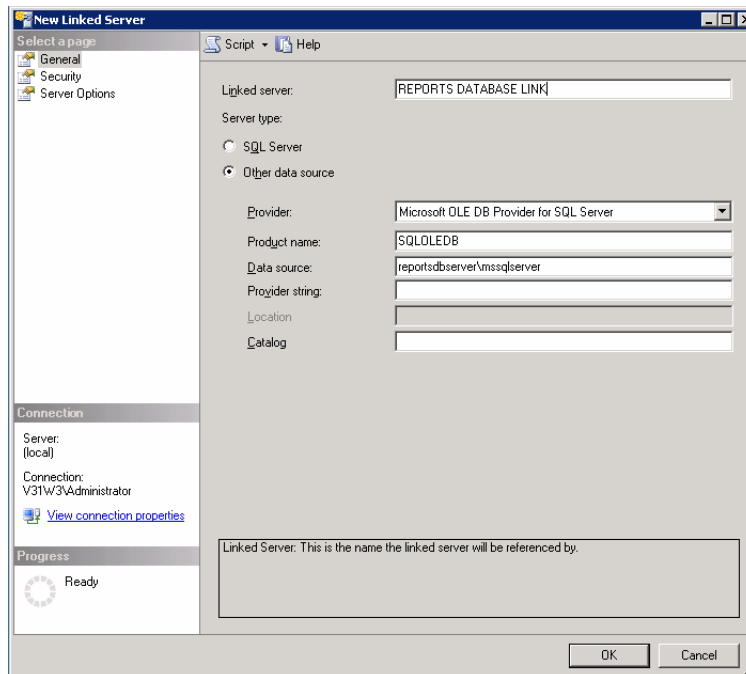 New Linked Server
Select a page
General
Security
Server Options
Script Help
Linked server: REPORTS DATABASE LINK
Server type:
SQL Server
Other data source
Provider: Microsoft OLE DB Provider for SQL Server
Product name: SQLOLEDB
Data source: reportsdbserver\mssqlserver
Provider string:
Location
Catalog
Connection
Server:
(local)
Connection:
V31W3\Administrator
View connection properties
Progress
Ready
Linked Server: This is the name the linked server will be referenced by.
OK Cancel